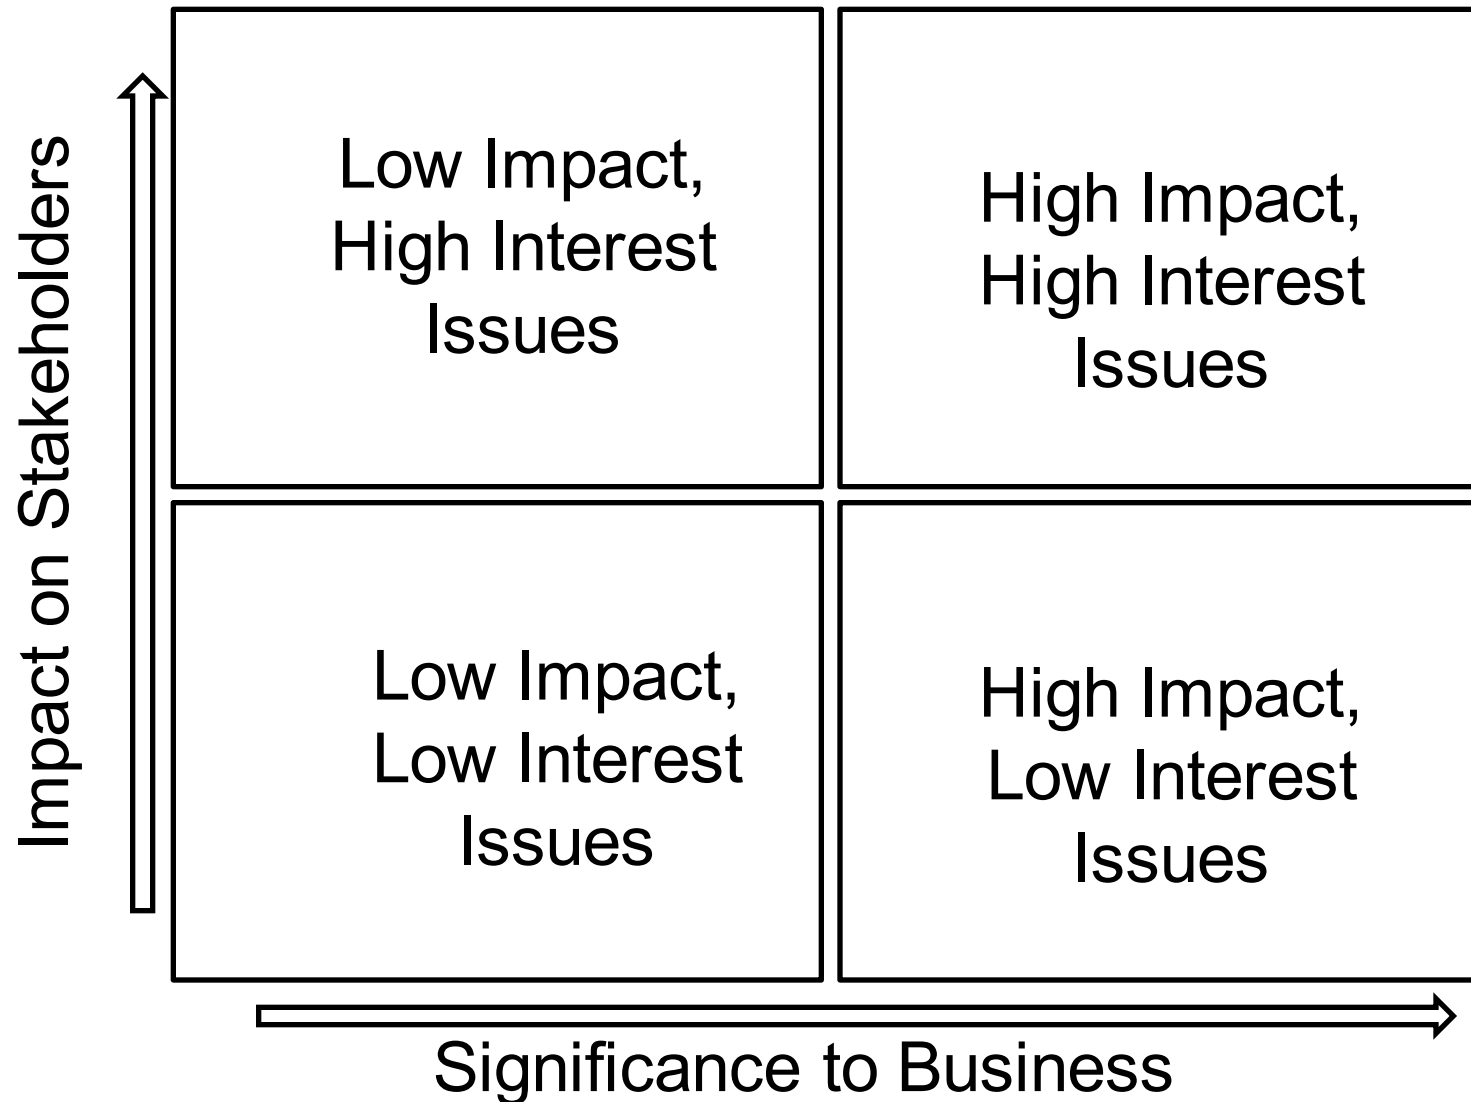 Impact on Stakeholders
Low Impact,
High Interest
Issues
High Impact,
High Interest
Issues
Low Impact,
Low Interest
Issues
High Impact,
Low Interest
Issues
Significance to Business